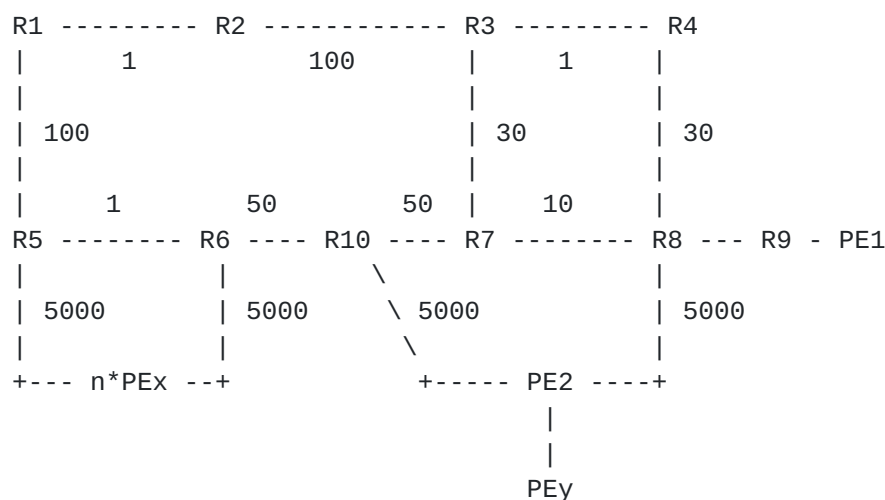 R1 --------- R2 ------------ R3 --------- R4
|      1          100        |     1      |
|                            |            |
| 100                        | 30         | 30
|                            |            |
|     1       50        50   |    10      |
R5 -------- R6 ---- R10 ---- R7 -------- R8 --- R9 - PE1
|           |         \                  |
| 5000      | 5000     \ 5000            | 5000
|           |           \                |
+--- n*PEx --+            +----- PE2 ----+
                                  |
                                  |
                                 PEy